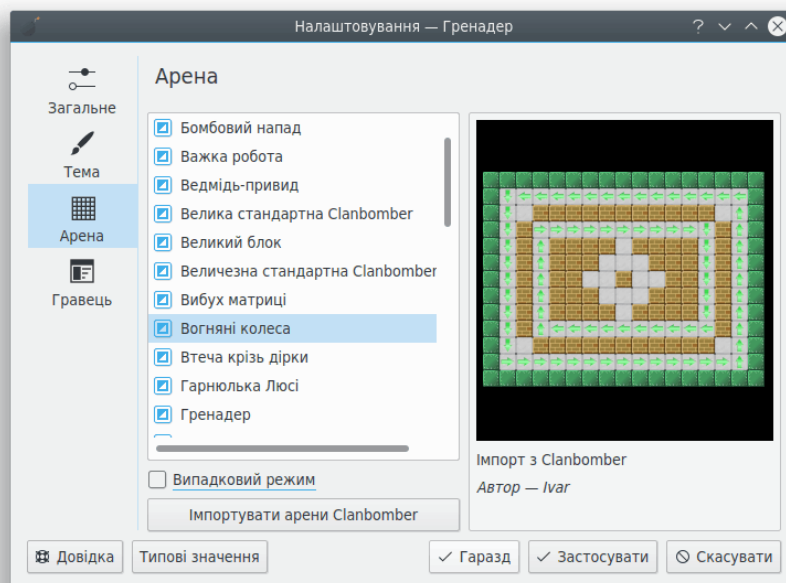 Налаштовування — Гренадер
Загальне
Тема
Арена
Гравець
Арена
Бомбовий напад
Важка робота
Ведмідь-привид
Велика стандартна Clanbomber
Великий блок
Величезна стандартна Clanbomber
Вибух матриці
Вогняні колеса
Втеча крізь дірки
Гарнюлька Люсі
Гренадер
Випадковий режим
Імпортувати арени Clanbomber
Імпорт з Clanbomber
Автор — Ivar
Довідка
Типові значення
Гаразд
Застосувати
Скасувати